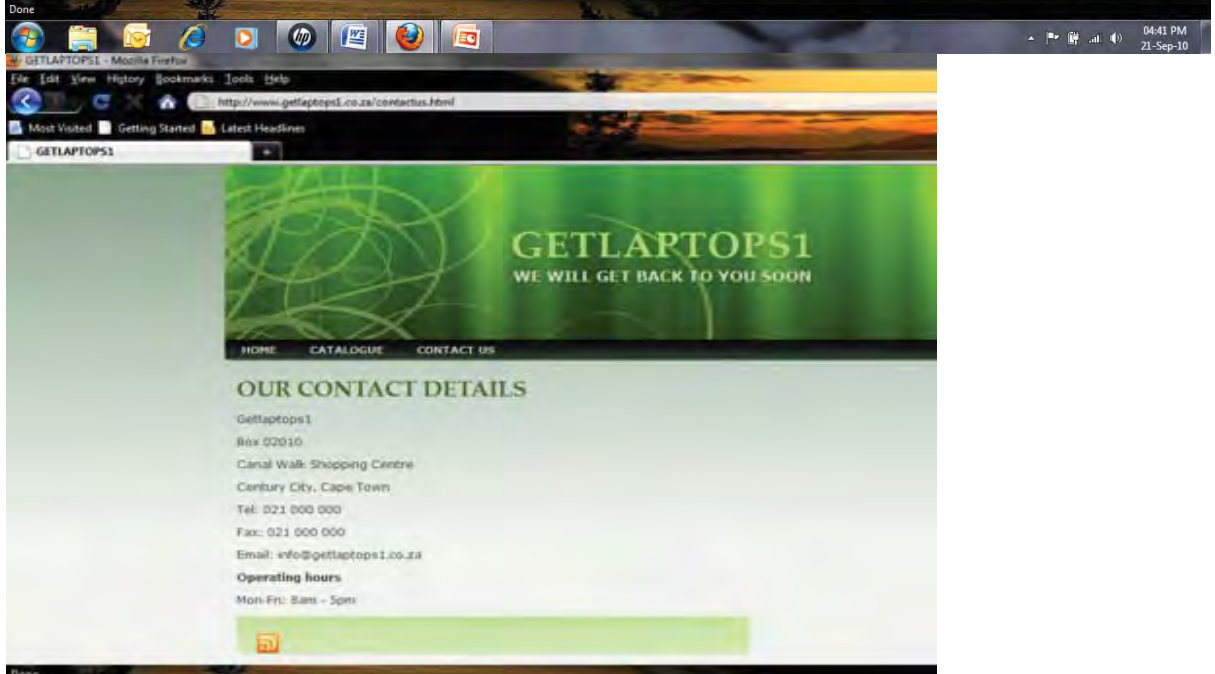 Done
04:41 PM
21-Sep-10
GETLAPTOPS1 - Mozilla Firefox
File Edit View History Bookmarks Tools Help
http://www.getlaptops1.co.za/contactus.html
Most Visited Getting Started Latest Headlines
GETLAPTOPS1
GETLAPTOPS1
WE WILL GET BACK TO YOU SOON
HOME CATALOGUE CONTACT US
OUR CONTACT DETAILS
Getlaptops1
Box 02010
Canal Walk Shopping Centre
Century City, Cape Town
Tel: 021 000 000
Fax: 021 000 000
Email: info@getlaptops1.co.za
Operating hours
Mon-Fri: 8am - 5pm
Done